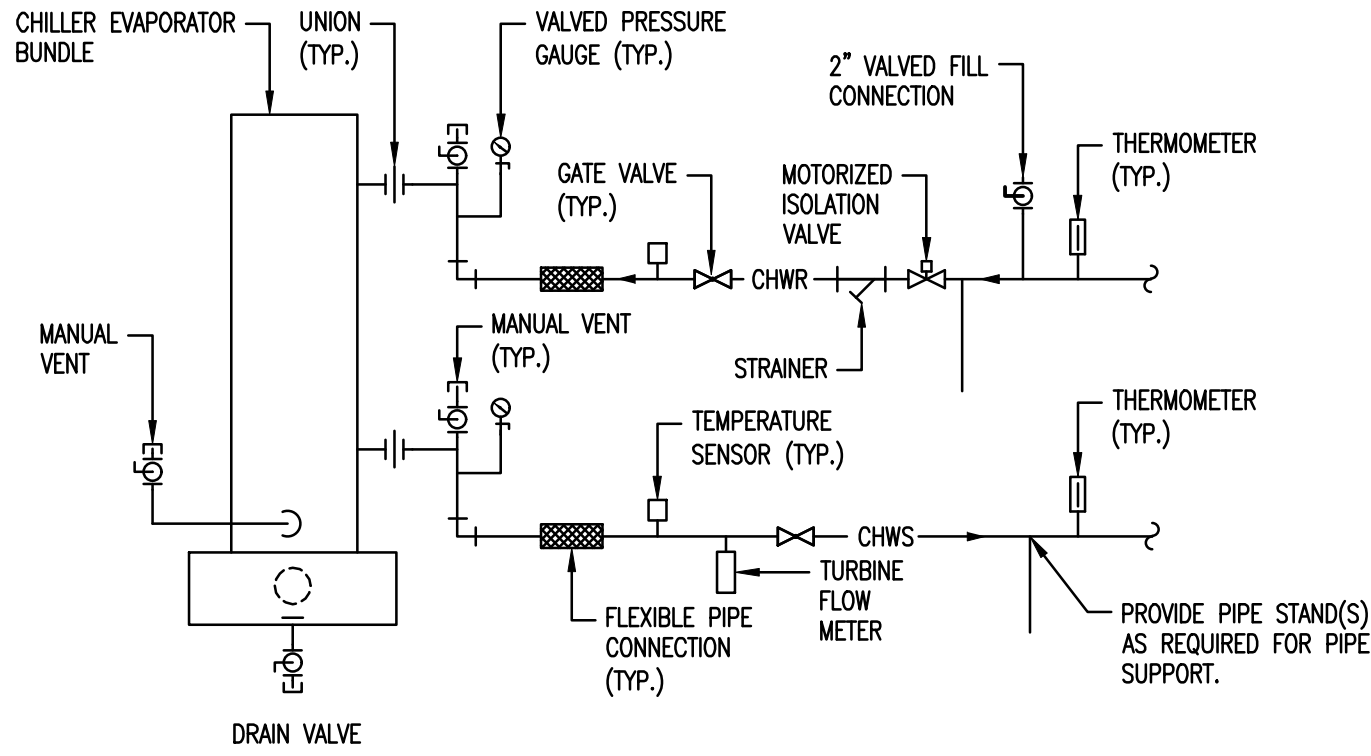 CHILLER EVAPORATOR
BUNDLE
UNION
(TYP.)
VALVED PRESSURE
GAUGE (TYP.)
2” VALVED FILL
CONNECTION
THERMOMETER
(TYP.)
GATE VALVE
(TYP.)
MOTORIZED
ISOLATION
VALVE
CHWR
STRAINER
MANUAL
VENT
MANUAL VENT
(TYP.)
TEMPERATURE
SENSOR (TYP.)
THERMOMETER
(TYP.)
CHWS
TURBINE
FLOW
METER
FLEXIBLE PIPE
CONNECTION
(TYP.)
PROVIDE PIPE STAND(S)
AS REQUIRED FOR PIPE
SUPPORT.
DRAIN VALVE